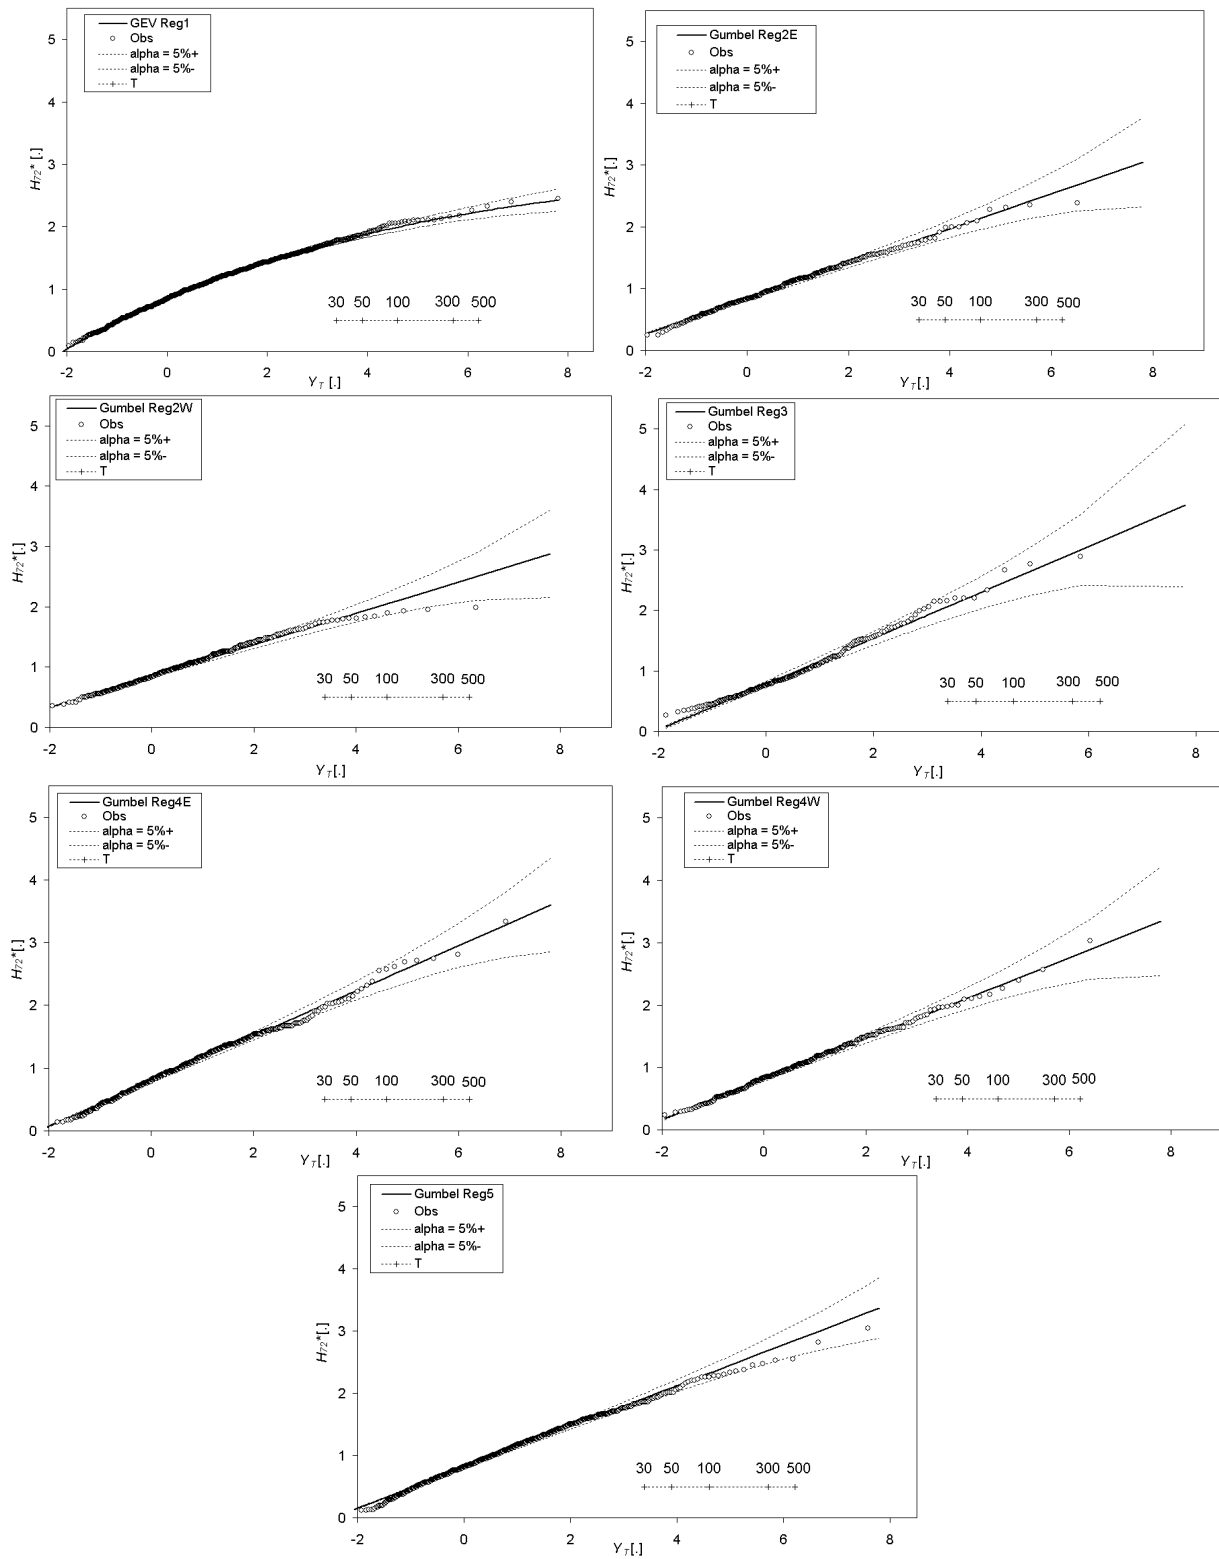 GEV Reg1
Obs
alpha = 5%+
alpha = 5%-
T
5
4
3
2
1
0
H72* [.]
30 50 100 300 500
-2 0 2 4 6 8
YT [.]
Gumbel Reg2E
Obs
alpha = 5%+
alpha = 5%-
T
5
4
3
2
1
0
H72* [.]
30 50 100 300 500
-2 0 2 4 6 8
YT [.]
Gumbel Reg2W
Obs
alpha = 5%+
alpha = 5%-
T
5
4
3
2
1
0
H72*[.]
30 50 100 300 500
-2 0 2 4 6 8
YT[.]
Gumbel Reg3
Obs
alpha = 5%+
alpha = 5%-
T
5
4
3
2
1
0
H72*[.]
30 50 100 300 500
-2 0 2 4 6 8
YT[.]
Gumbel Reg4E
Obs
alpha = 5%+
alpha = 5%-
T
5
4
3
2
1
0
H72*[.]
30 50 100 300 500
-2 0 2 4 6 8
YT[.]
Gumbel Reg4W
Obs
alpha = 5%+
alpha = 5%-
T
5
4
3
2
1
0
H72*[.]
30 50 100 300 500
-2 0 2 4 6 8
YT[.]
Gumbel Reg5
Obs
alpha = 5%+
alpha = 5%-
T
5
4
3
2
1
0
H72*[.]
30 50 100 300 500
-2 0 2 4 6 8
YT[.]